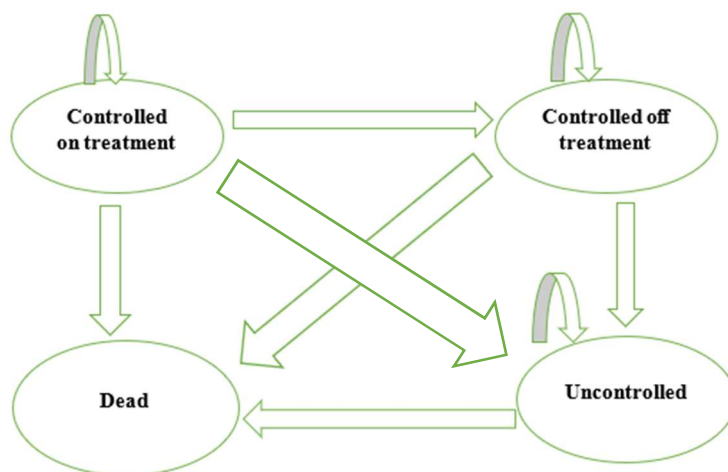 Controlled
on treatment
Controlled off
treatment
Dead
Uncontrolled